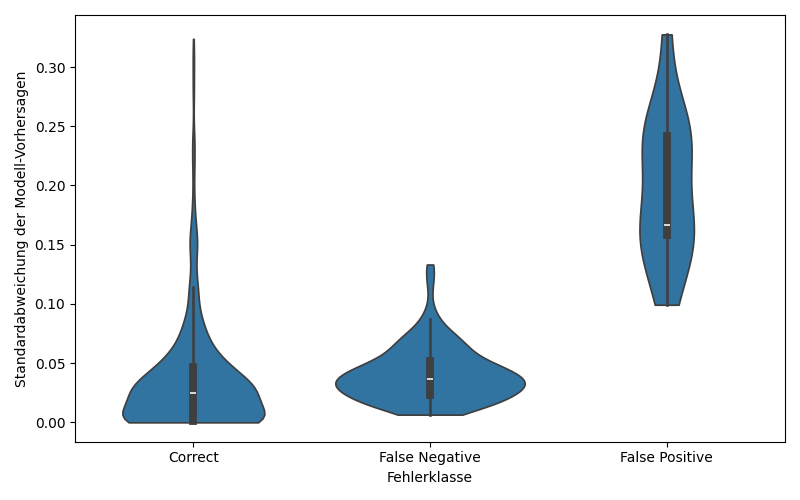 Standardabweichung der Modell-Vorhersagen
0.30
0.25
0.20
0.15
0.10
0.05
0.00
Correct
False Negative
False Positive
Fehlerklasse